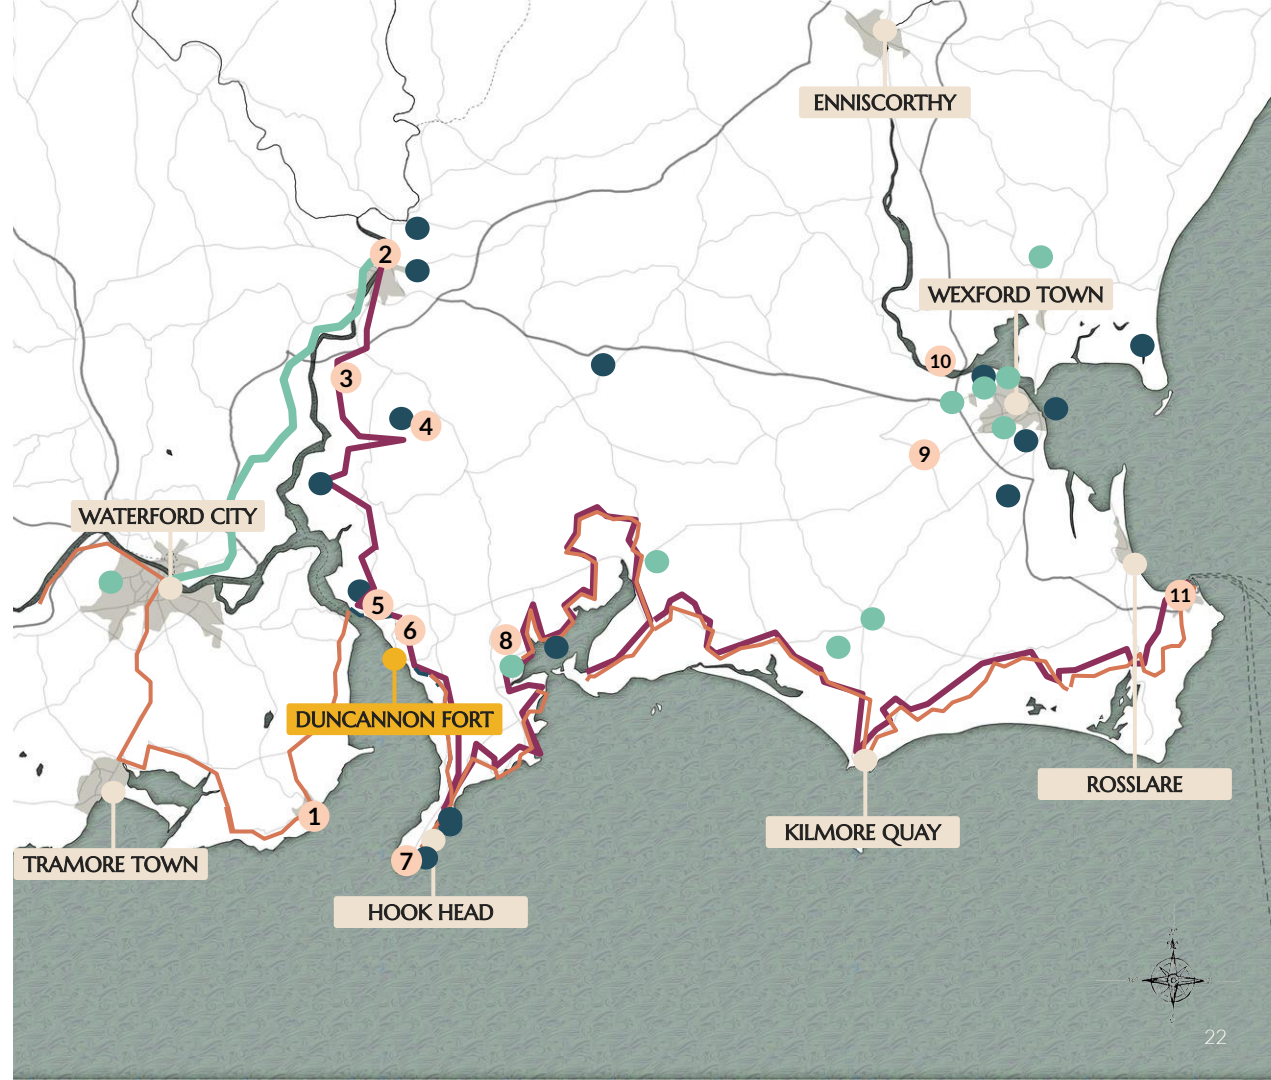 ENNISCORTHY
2
WEXFORD TOWN
10
3
4
9
WATERFORD CITY
5
11
6
8
DUNCANNON FORT
ROSSLARE
1
KILMORE QUAY
TRAMORE TOWN
7
HOOK HEAD
22